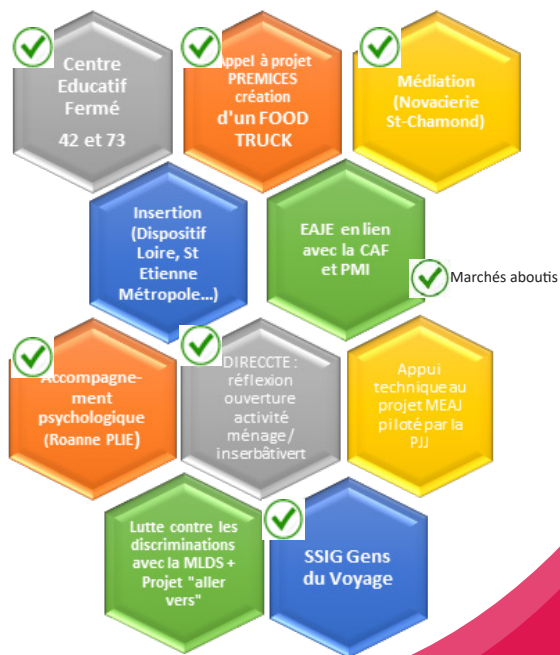 Centre
Educatif
Fermé
42 et 73
Appel à projet
PREMICES
création
d'un FOOD
TRUCK
Médiation
(Novacierie
St-Chamond)
Insertion
(Dispositif
Loire, St
Etienne
Métropole...)
EAJE en lien
avec la CAF
et PMI
Marchés aboutis
Accompagne-
ment
psychologique
(Roanne PLIE)
DIRECCTE :
réflexion
ouverture
activité
ménage/
inserbâtivert
Appui
technique au
projet MEAJ
piloté par la
PJJ
Lutte contre les
discriminations
avec la MLDS +
Projet "aller
vers"
SSIG Gens
du Voyage